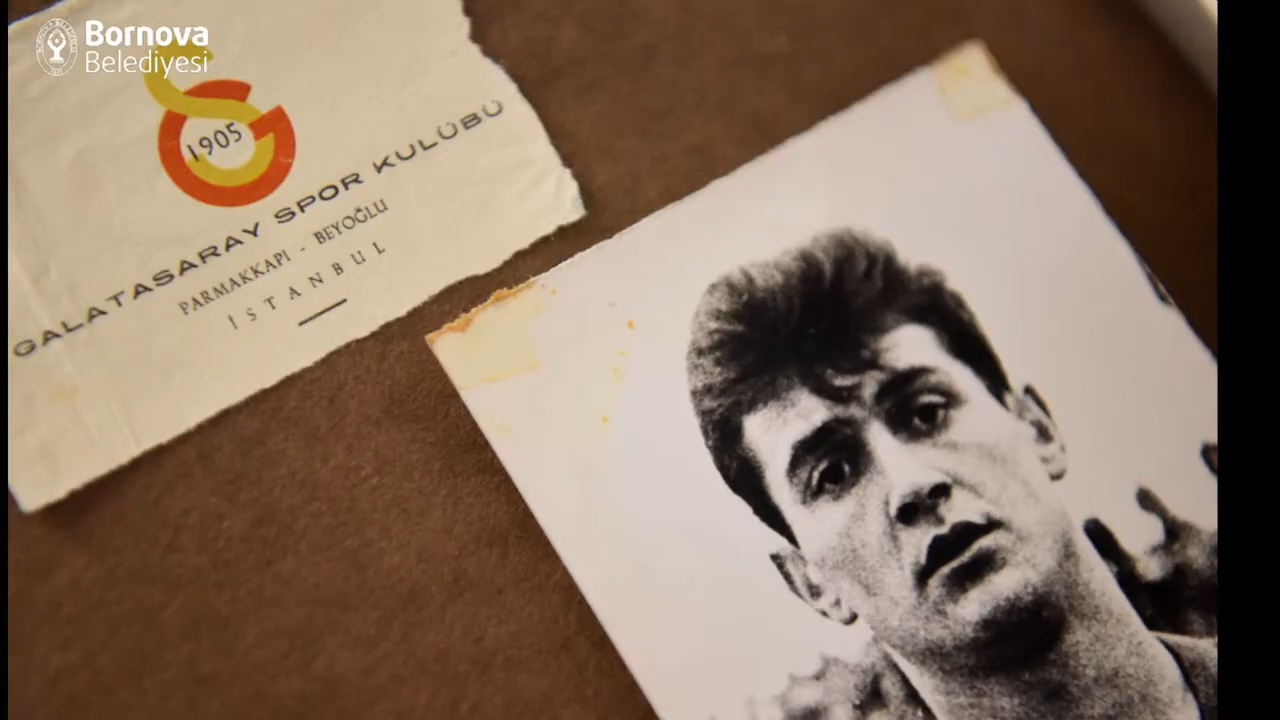 Bornova
Belediyesi
1905
GALATASARAY SPOR KULÜBÜ
PARMAKKAPI - BEYOĞLU
İSTANBUL